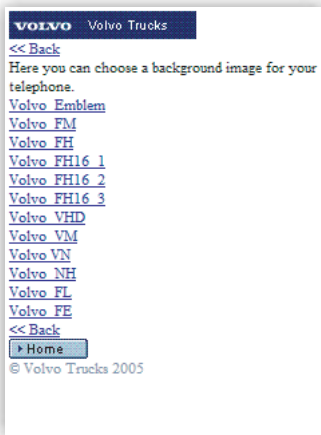 VOLVO Volvo Trucks
<< Back
Here you can choose a background image for your
telephone.
Volvo_Emblem
Volvo_FM
Volvo_FH
Volvo_FH16_1
Volvo_FH16_2
Volvo_FH16_3
Volvo_VHD
Volvo_VM
Volvo VN
Volvo_NH
Volvo_FL
Volvo_FE
<< Back
Home
© Volvo Trucks 2005